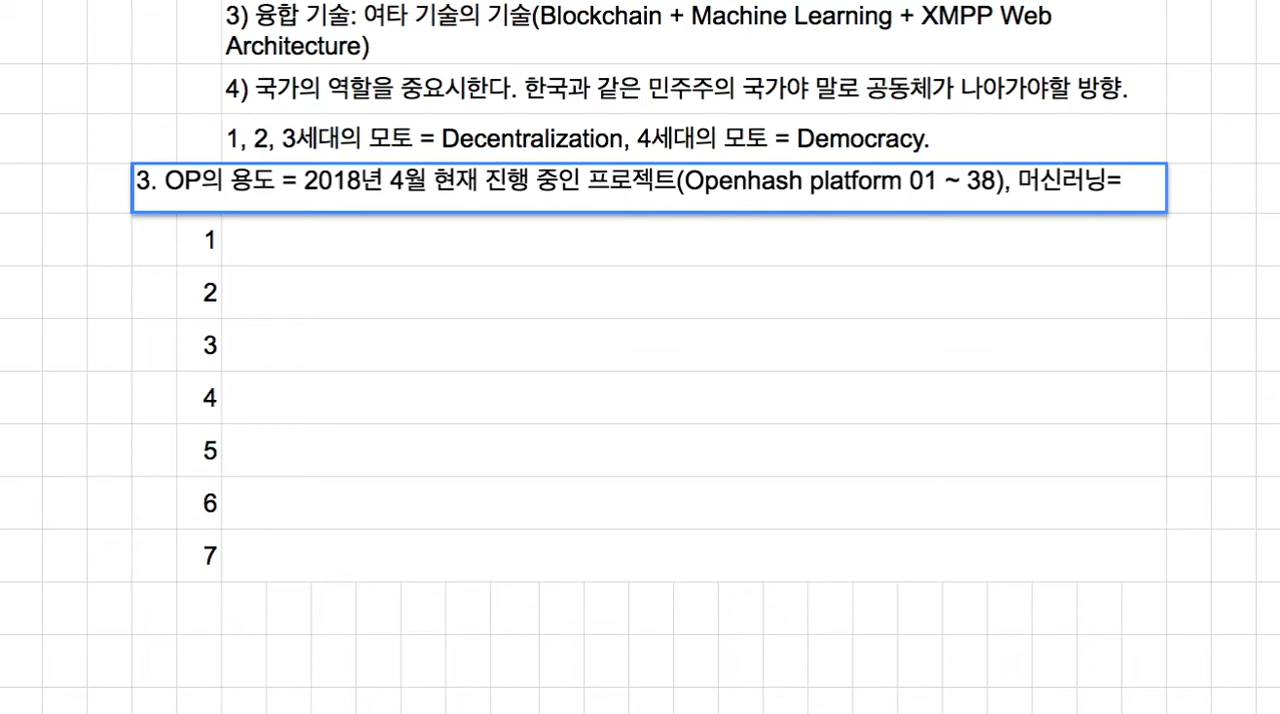 3) 융합 기술: 여타 기술의 기술(Blockchain + Machine Learning + XMPP Web
Architecture)
4) 국가의 역할을 중요시한다. 한국과 같은 민주주의 국가야 말로 공동체가 나아가야할 방향.
1, 2, 3세대의 모토 = Decentralization, 4세대의 모토 = Democracy.
3. OP의 용도 = 2018년 4월 현재 진행 중인 프로젝트(Openhash platform 01 ~ 38), 머신러닝=
1
2
3
4
5
6
7